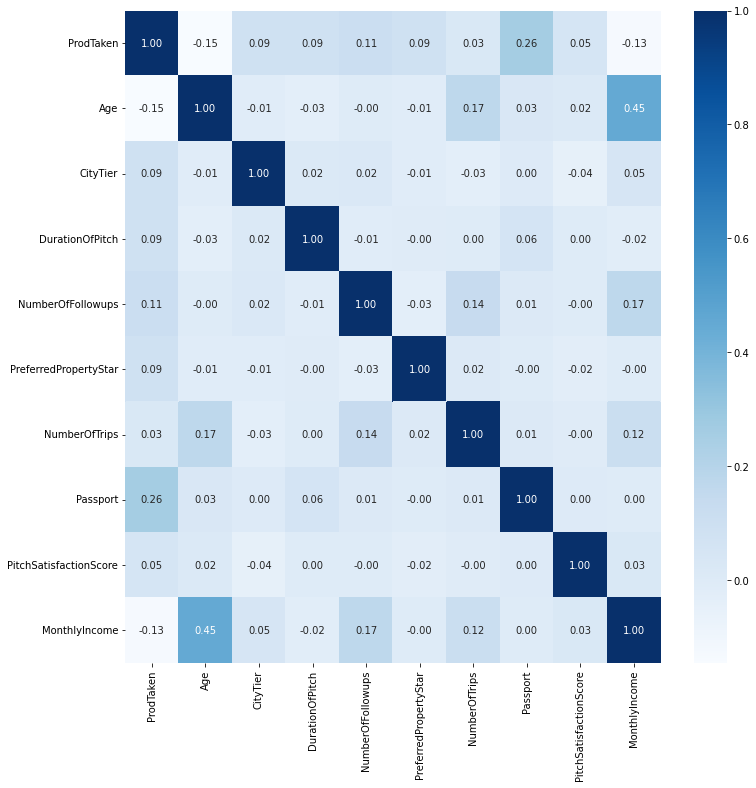 ProdTaken 1.00 -0.15 0.09 0.09 0.11 0.09 0.03 0.26 0.05 -0.13
Age -0.15 1.00 -0.01 -0.03 -0.00 -0.01 0.17 0.03 0.02 0.45
CityTier 0.09 -0.01 1.00 0.02 0.02 -0.01 -0.03 0.00 -0.04 0.05
DurationOfPitch 0.09 -0.03 0.02 1.00 -0.01 -0.00 0.00 0.06 0.00 -0.02
NumberOfFollowups 0.11 -0.00 0.02 -0.01 1.00 -0.03 0.14 0.01 -0.00 0.17
PreferredPropertyStar 0.09 -0.01 -0.01 -0.00 -0.03 1.00 0.02 -0.00 -0.02 -0.00
NumberOfTrips 0.03 0.17 -0.03 0.00 0.14 0.02 1.00 0.01 -0.00 0.12
Passport 0.26 0.03 0.00 0.06 0.01 -0.00 0.01 1.00 0.00 0.00
PitchSatisfactionScore 0.05 0.02 -0.04 0.00 -0.00 -0.02 -0.00 0.00 1.00 0.03
MonthlyIncome -0.13 0.45 0.05 -0.02 0.17 -0.00 0.12 0.00 0.03 1.00
ProdTaken
Age
CityTier
DurationOfPitch
NumberOfFollowups
PreferredPropertyStar
NumberOfTrips
Passport
PitchSatisfactionScore
MonthlyIncome
1.0
0.8
0.6
0.4
0.2
0.0